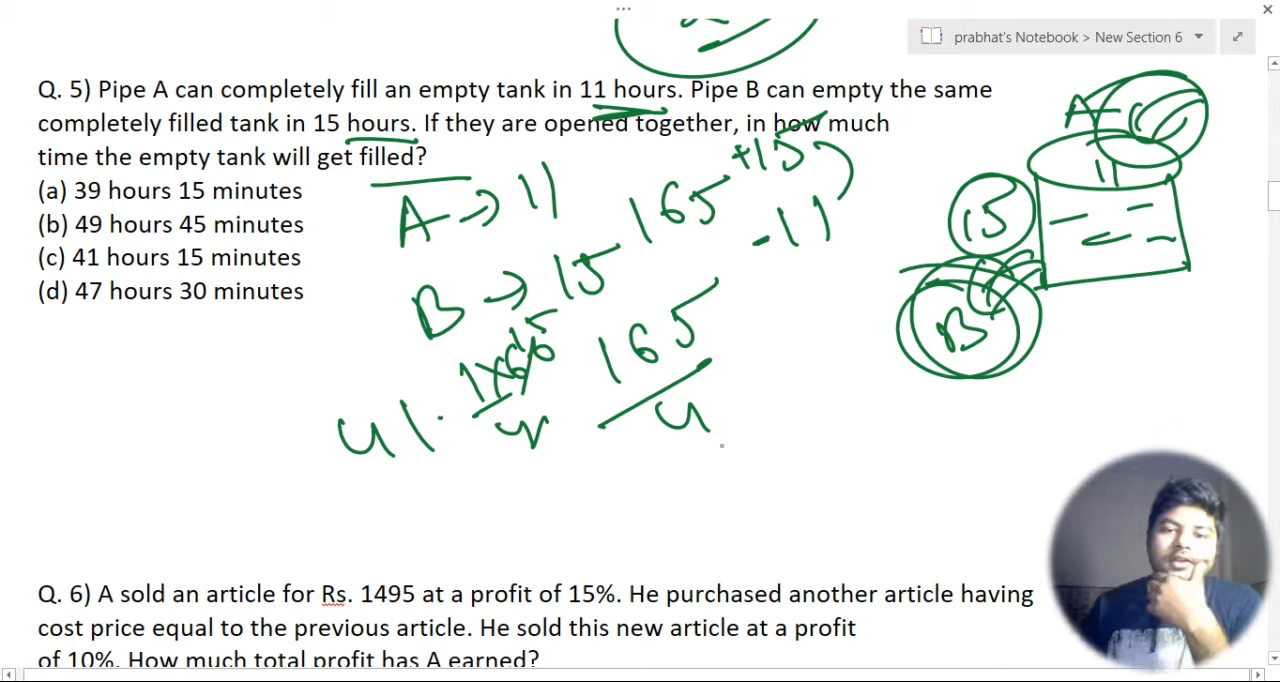 prabhat's Notebook > New Section 6
Q. 5) Pipe A can completely fill an empty tank in 11 hours. Pipe B can empty the same
completely filled tank in 15 hours. If they are opened together, in how much
time the empty tank will get filled?
(a) 39 hours 15 minutes
(b) 49 hours 45 minutes
(c) 41 hours 15 minutes
(d) 47 hours 30 minutes
A → 11
165
+15
-11
B → 15
165
4
41.
A
11
15
B
Q. 6) A sold an article for Rs. 1495 at a profit of 15%. He purchased another article having
cost price equal to the previous article. He sold this new article at a profit
of 10%. How much total profit has A earned?